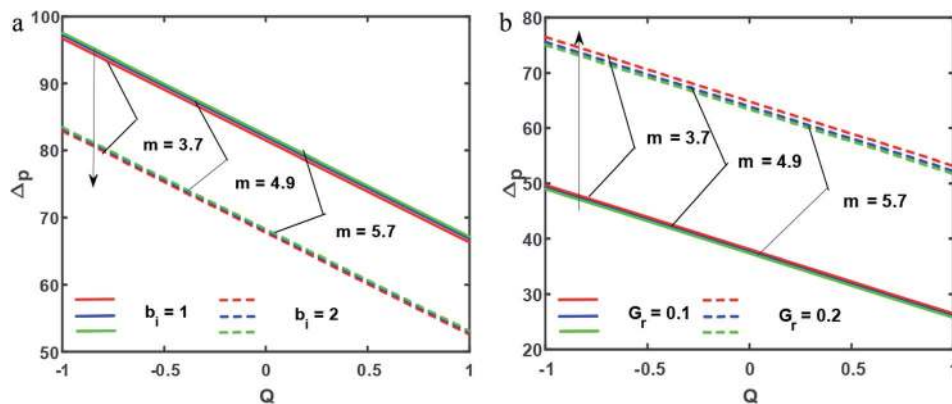 a
100
90
80
70
60
50
Δp
m = 3.7
m = 4.9
m = 5.7
b_i = 1
b_i = 2
-1 -0.5 0 0.5 1
Q
b
80
70
60
50
40
30
20
Δp
m = 3.7
m = 4.9
m = 5.7
G_r = 0.1
G_r = 0.2
-1 -0.5 0 0.5 1
Q